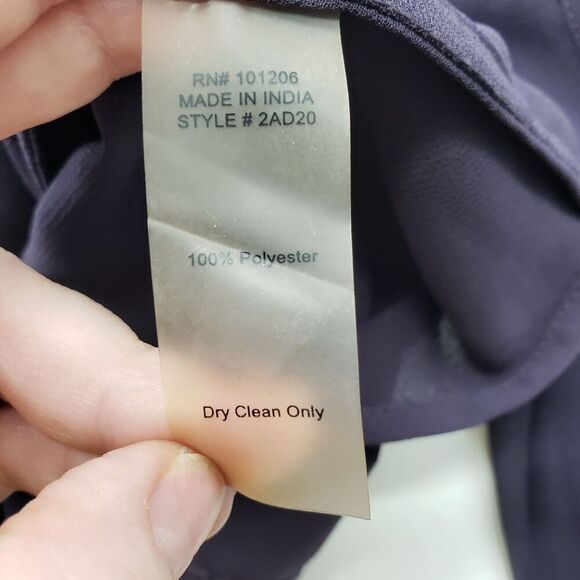 RN# 101206
MADE IN INDIA
STYLE # 2AD20
100% Polyester
Dry Clean Only